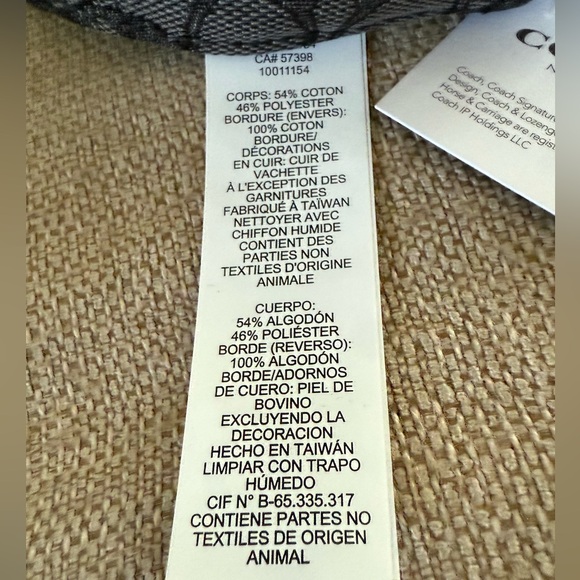 CA# 57398
10011154
CORPS: 54% COTON
46% POLYESTER
BORDURE (ENVERS):
100% COTON
BORDURE/
DÉCORATIONS
EN CUIR: CUIR DE
VACHETTE
À L'EXCEPTION DES
GARNITURES
FABRIQUÉ À TAÏWAN
NETTOYER AVEC
CHIFFON HUMIDE
CONTIENT DES
PARTIES NON
TEXTILES D'ORIGINE
ANIMALE
CUERPO:
54% ALGODÓN
46% POLIÉSTER
BORDE (REVERSO):
100% ALGODÓN
BORDE/ADORNOS
DE CUERO: PIEL DE
BOVINO
EXCLUYENDO LA
DECORACION
HECHO EN TAIWÁN
LIMPIAR CON TRAPO
HÚMEDO
CIF N° B-65.335.317
CONTIENE PARTES NO
TEXTILES DE ORIGEN
ANIMAL
Coach, Coach Signature
Design, Coach & Lozeng
Horse & Carriage are regist
Coach IP Holdings LLC